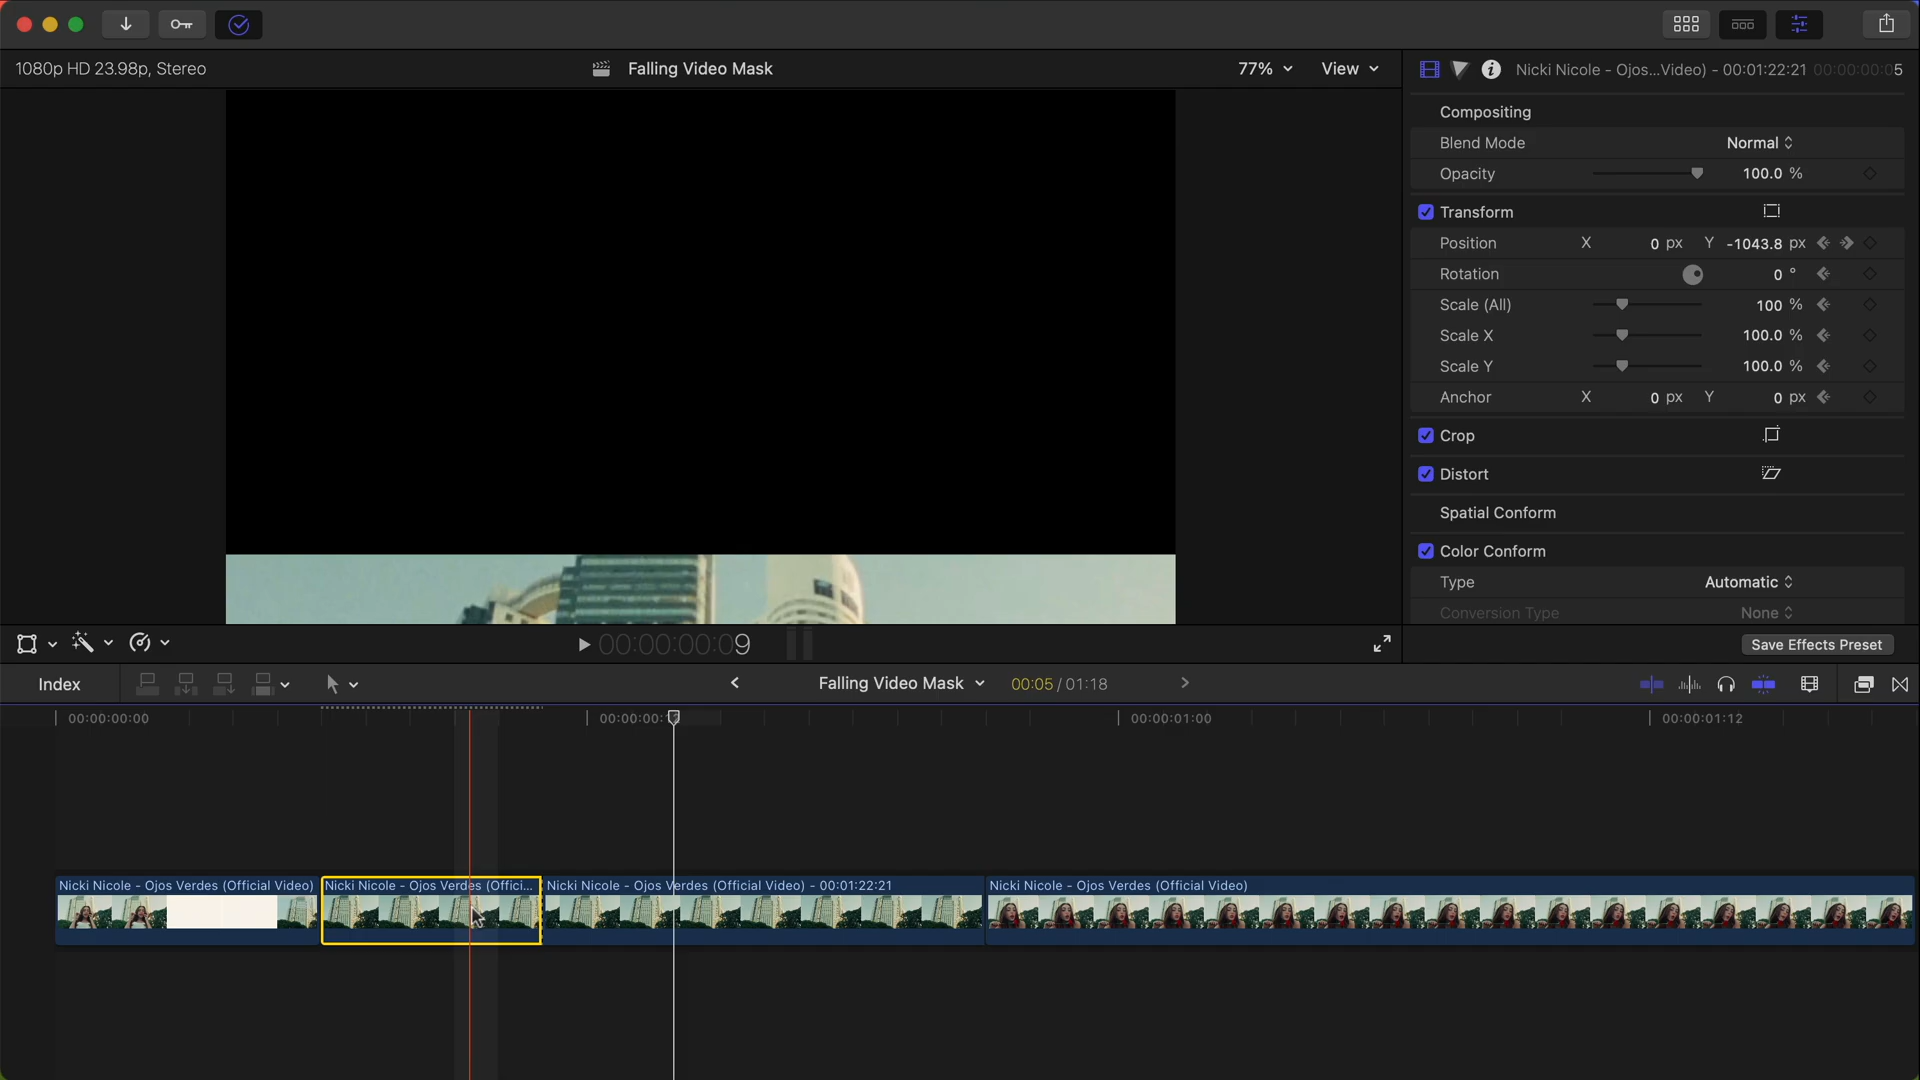 1080p HD 23.98p, Stereo
Falling Video Mask
77%
View
Nicki Nicole - Ojos...Video) - 00:01:22:21
00:00:00:05
Compositing
Blend Mode
Normal
Opacity
100.0 %
Transform
Position X 0 px Y -1043.8 px
Rotation
0 °
Scale (All)
100 %
Scale X
100.0 %
Scale Y
100.0 %
Anchor X 0 px Y 0 px
Crop
Distort
Spatial Conform
Color Conform
Type
Automatic
Conversion Type
None
00:00:00:09
Save Effects Preset
Index
Falling Video Mask
00:05 / 01:18
00:00:00:00
00:00:01:00
00:00:01:12
Nicki Nicole - Ojos Verdes (Official Video)
Nicki Nicole - Ojos Verdes (Offici...
Nicki Nicole - Ojos Verdes (Official Video) - 00:01:22:21
Nicki Nicole - Ojos Verdes (Official Video)